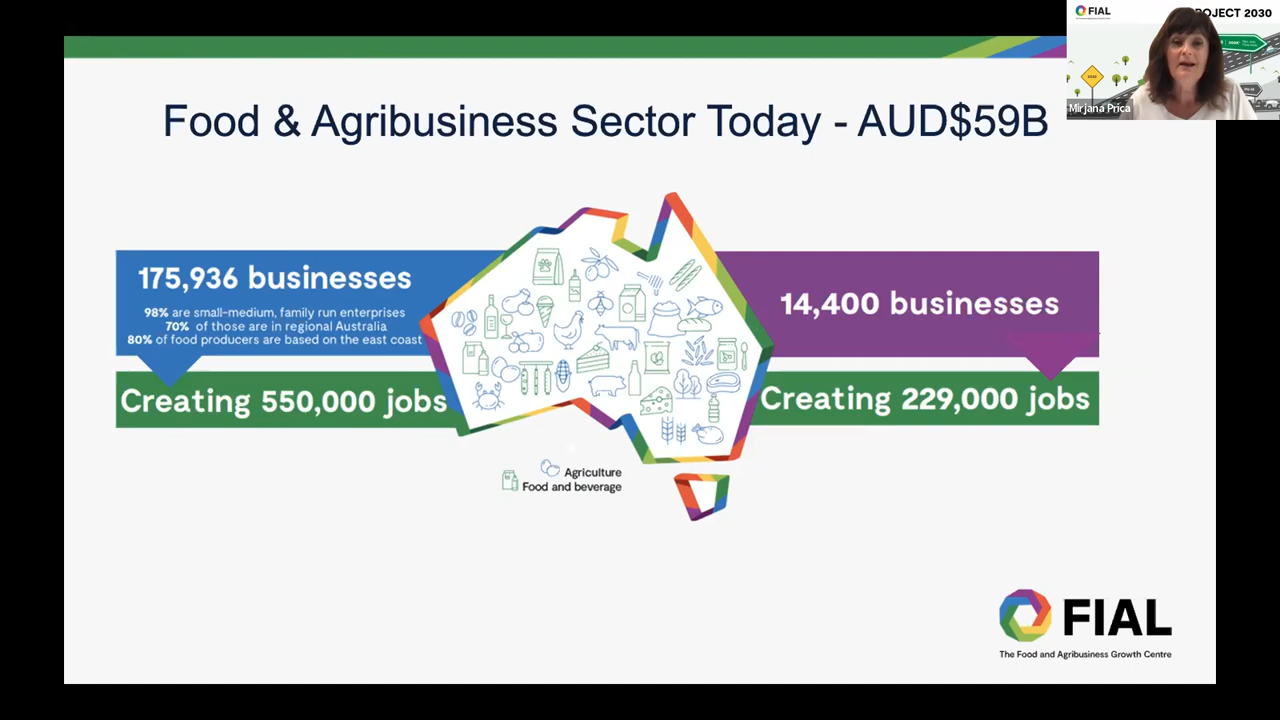 FIAL
PROJECT 2030
2030
Mirjana Prica
Food & Agribusiness Sector Today - AUD$59B
175,936 businesses
98% are small-medium, family run enterprises
70% of those are in regional Australia
80% of food producers are based on the east coast
Creating 550,000 jobs
14,400 businesses
Creating 229,000 jobs
Agriculture
Food and beverage
FIAL
The Food and Agribusiness Growth Centre